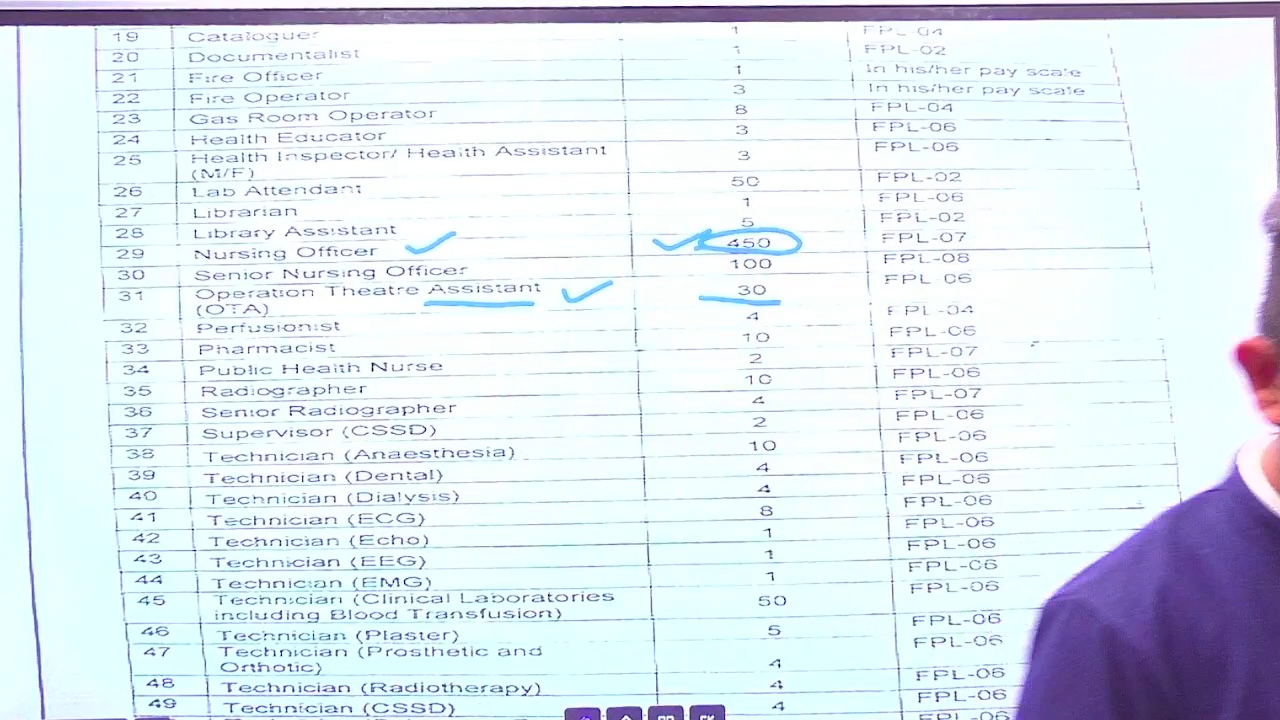 19 Cataloguer 1 FPL-04
20 Documentalist 1 FPL-02
21 Fire Officer 1 In his/her pay scale
22 Fire Operator 3 In his/her pay scale
23 Gas Room Operator 8 FPL-04
24 Health Educator 3 FPL-06
25 Health Inspector/ Health Assistant 3 FPL-06
(M/F)
26 Lab Attendant 50 FPL-02
27 Librarian 1 FPL-06
28 Library Assistant 5 FPL-02
29 Nursing Officer 450 FPL-07
30 Senior Nursing Officer 100 FPL-08
31 Operation Theatre Assistant 30 FPL 06
(OTA)
32 Perfusionist 4 FPL-04
33 Pharmacist 10 FPL-06
34 Public Health Nurse 2 FPL-07
35 Radiographer 10 FPL-06
36 Senior Radiographer 4 FPL-07
37 Supervisor (CSSD) 2 FPL-06
38 Technician (Anaesthesia) 10 FPL-06
39 Technician (Dental) 4 FPL-06
40 Technician (Dialysis) 4 FPL-06
41 Technician (ECG) 8 FPL-06
42 Technician (Echo) 1 FPL-06
43 Technician (EEG) 1 FPL-06
44 Technician (EMG) 1 FPL-06
45 Technician (Clinical Laboratories 50 FPL-06
including Blood Transfusion)
46 Technician (Plaster) 5 FPL-06
47 Technician (Prosthetic and 4 FPL-06
Orthotic)
48 Technician (Radiotherapy) 4 FPL-06
49 Technician (CSSD) 4 FPL-06
FPL-06